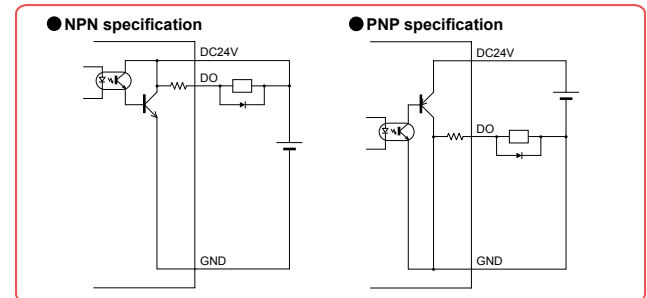 ● NPN specification
DC24V
DO
GND
● PNP specification
DC24V
DO
GND